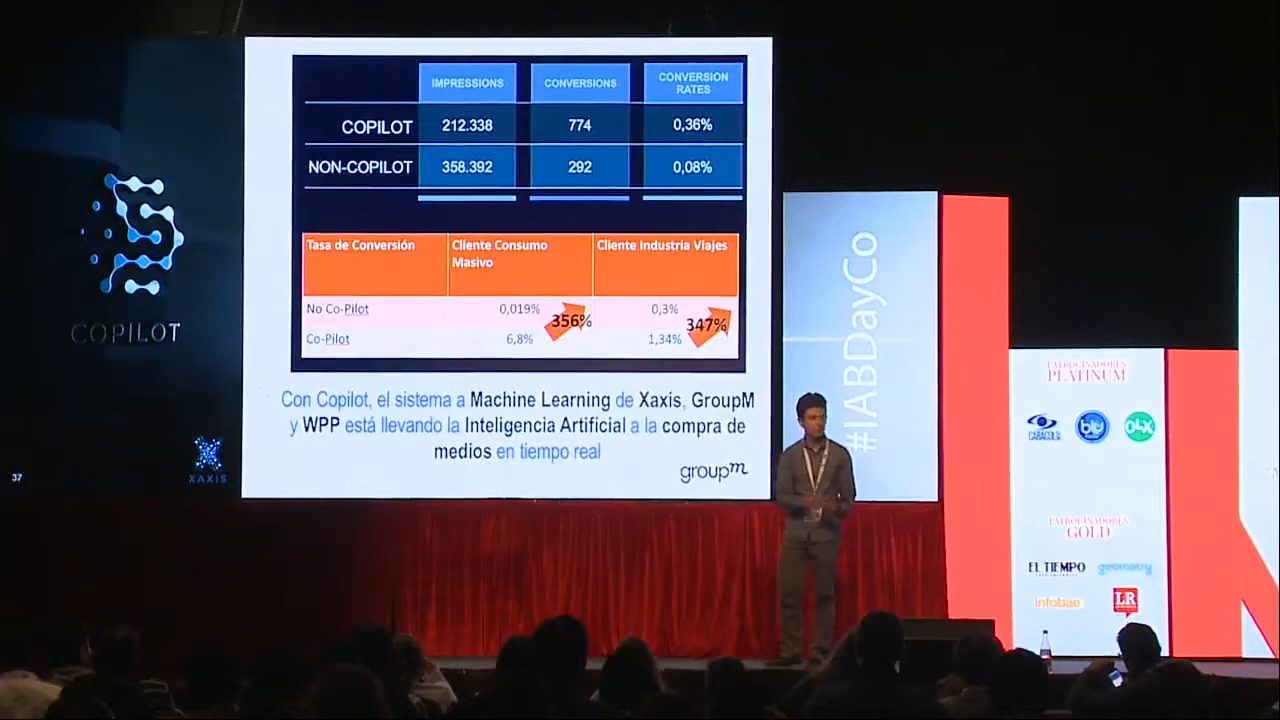 IMPRESSIONS
CONVERSIONS
CONVERSION
RATES
COPILOT
212.338
774
0,36%
NON-COPILOT
358.392
292
0,08%
Tasa de Conversión
Cliente Consumo
Masivo
Cliente Industria Viajes
No Co-Pilot
0,019%
356%
0,3%
347%
Co-Pilot
6,8%
1,34%
Con Copilot, el sistema a Machine Learning de Xaxis, GroupM
y WPP está llevando la Inteligencia Artificial a la compra de
medios en tiempo real
groupm
COPILOT
XAXIS
37
#IABDayCo
PATROCINADORES
PLATINUM
CARACOL
blu
OLX
PATROCINADORES
GOLD
EL TIEMPO
geometry
infobae
LR